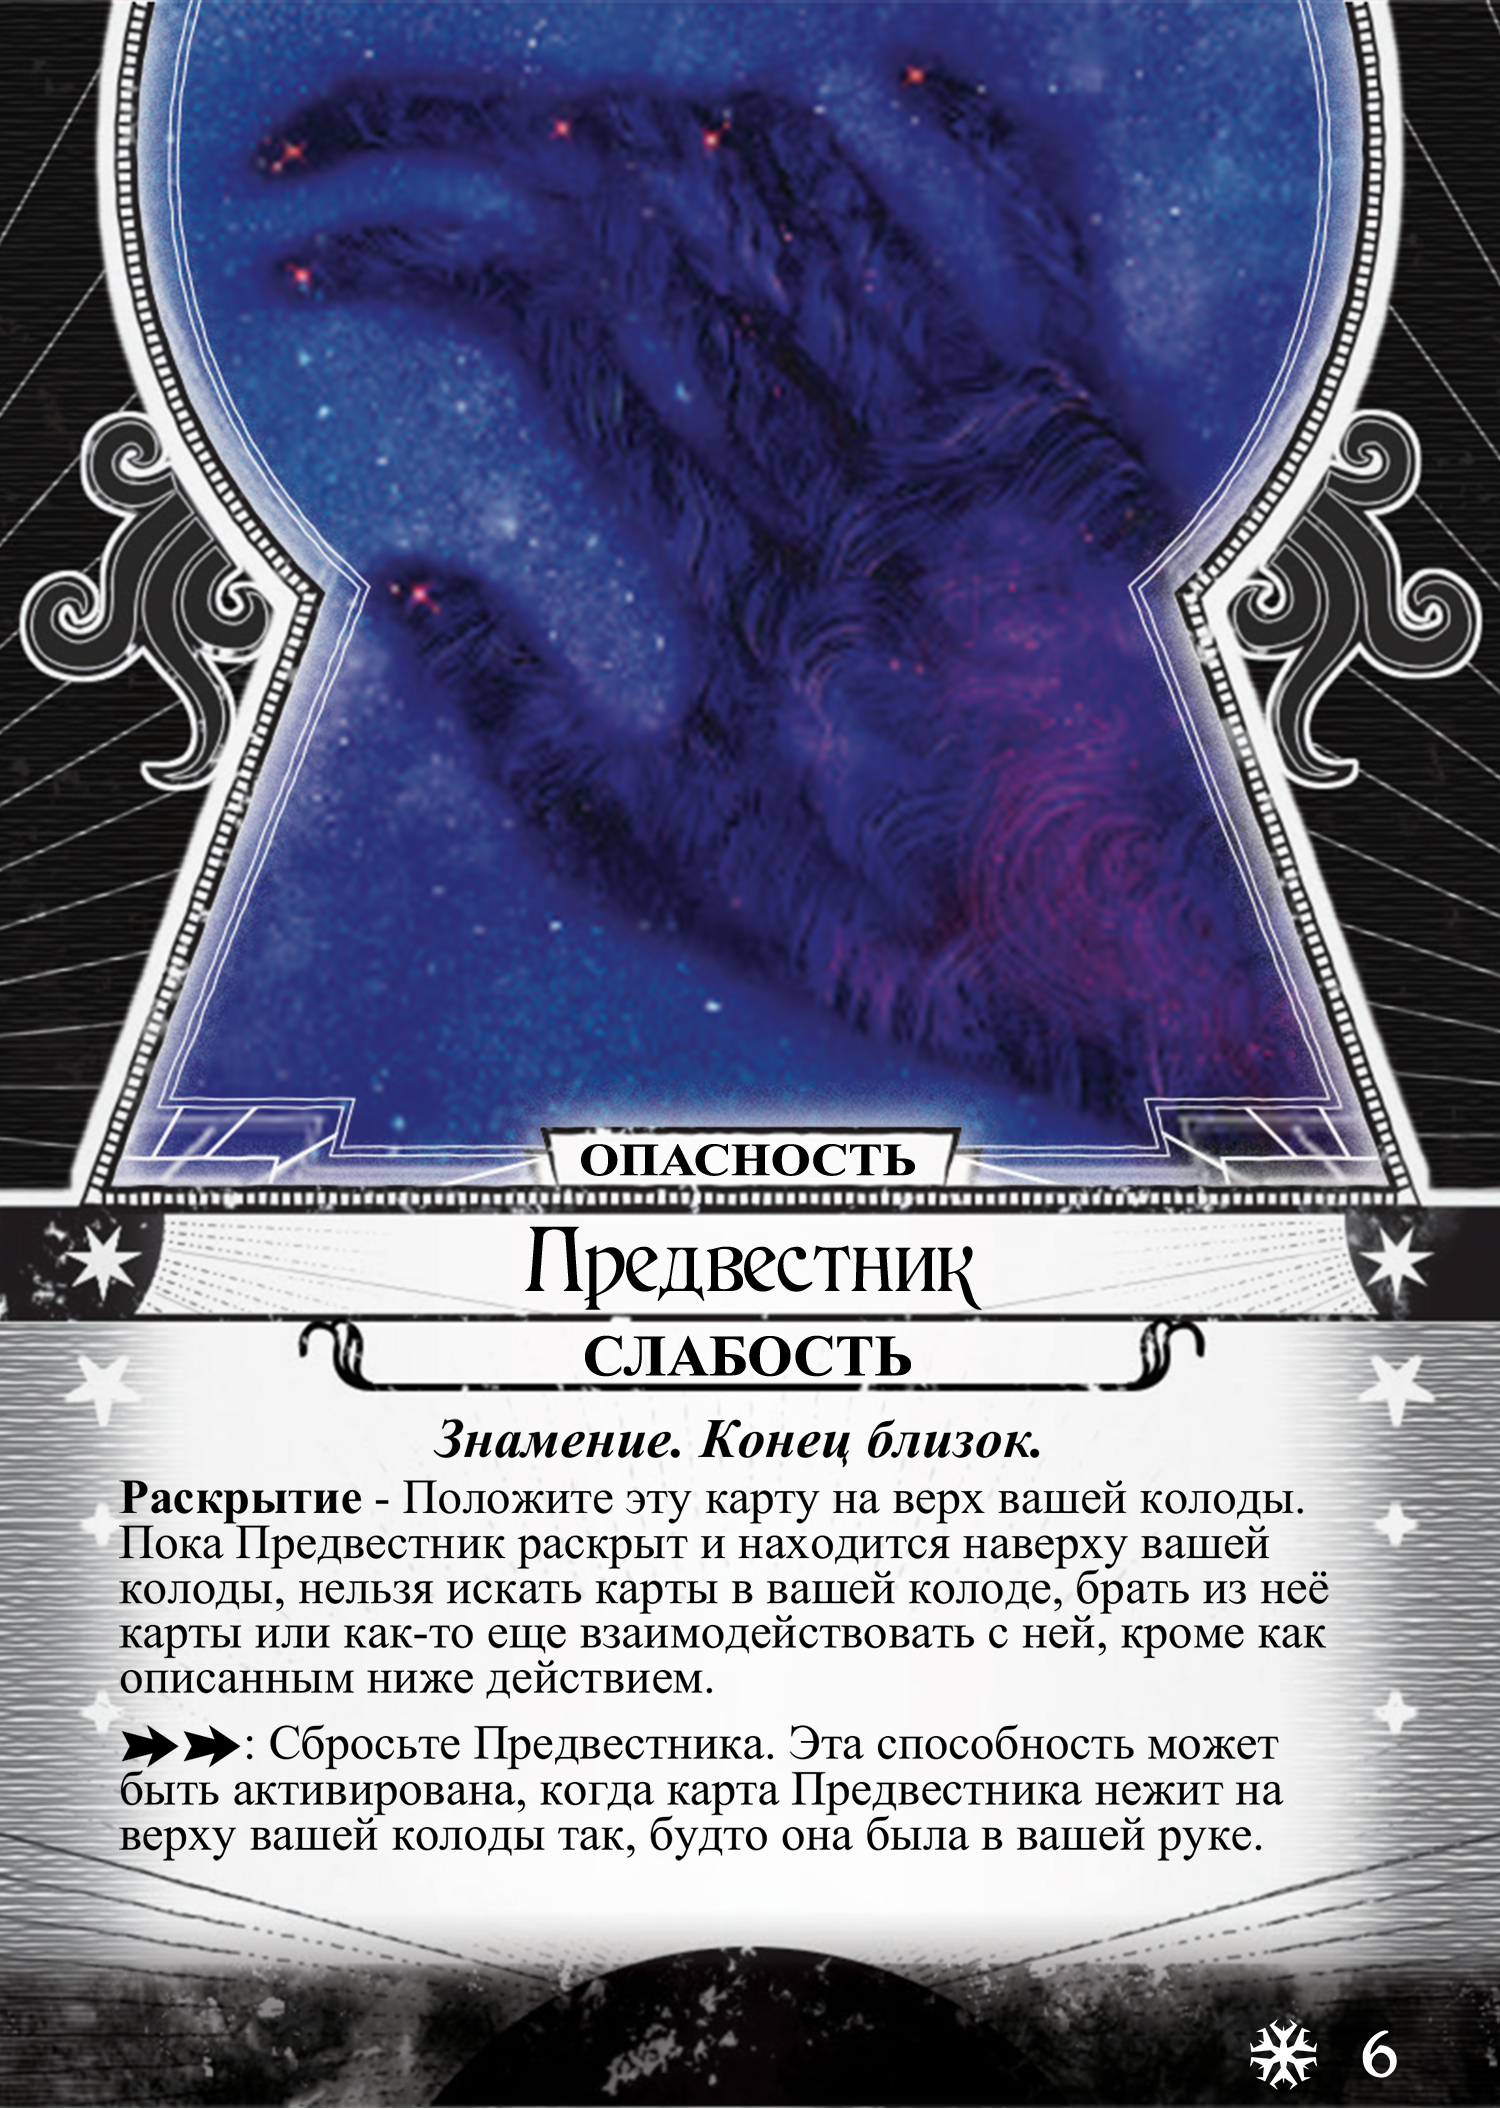 ОПАСНОСТЬ
Предвестник
СЛАБОСТЬ
Знамение. Конец близок.
Раскрытие - Положите эту карту на верх вашей колоды.
Пока Предвестник раскрыт и находится наверху вашей
колоды, нельзя искать карты в вашей колоде, брать из неё
карты или как-то еще взаимодействовать с ней, кроме как
описанным ниже действием.
: Сбросьте Предвестника. Эта способность может
быть активирована, когда карта Предвестника нежит на
верху вашей колоды так, будто она была в вашей руке.
6